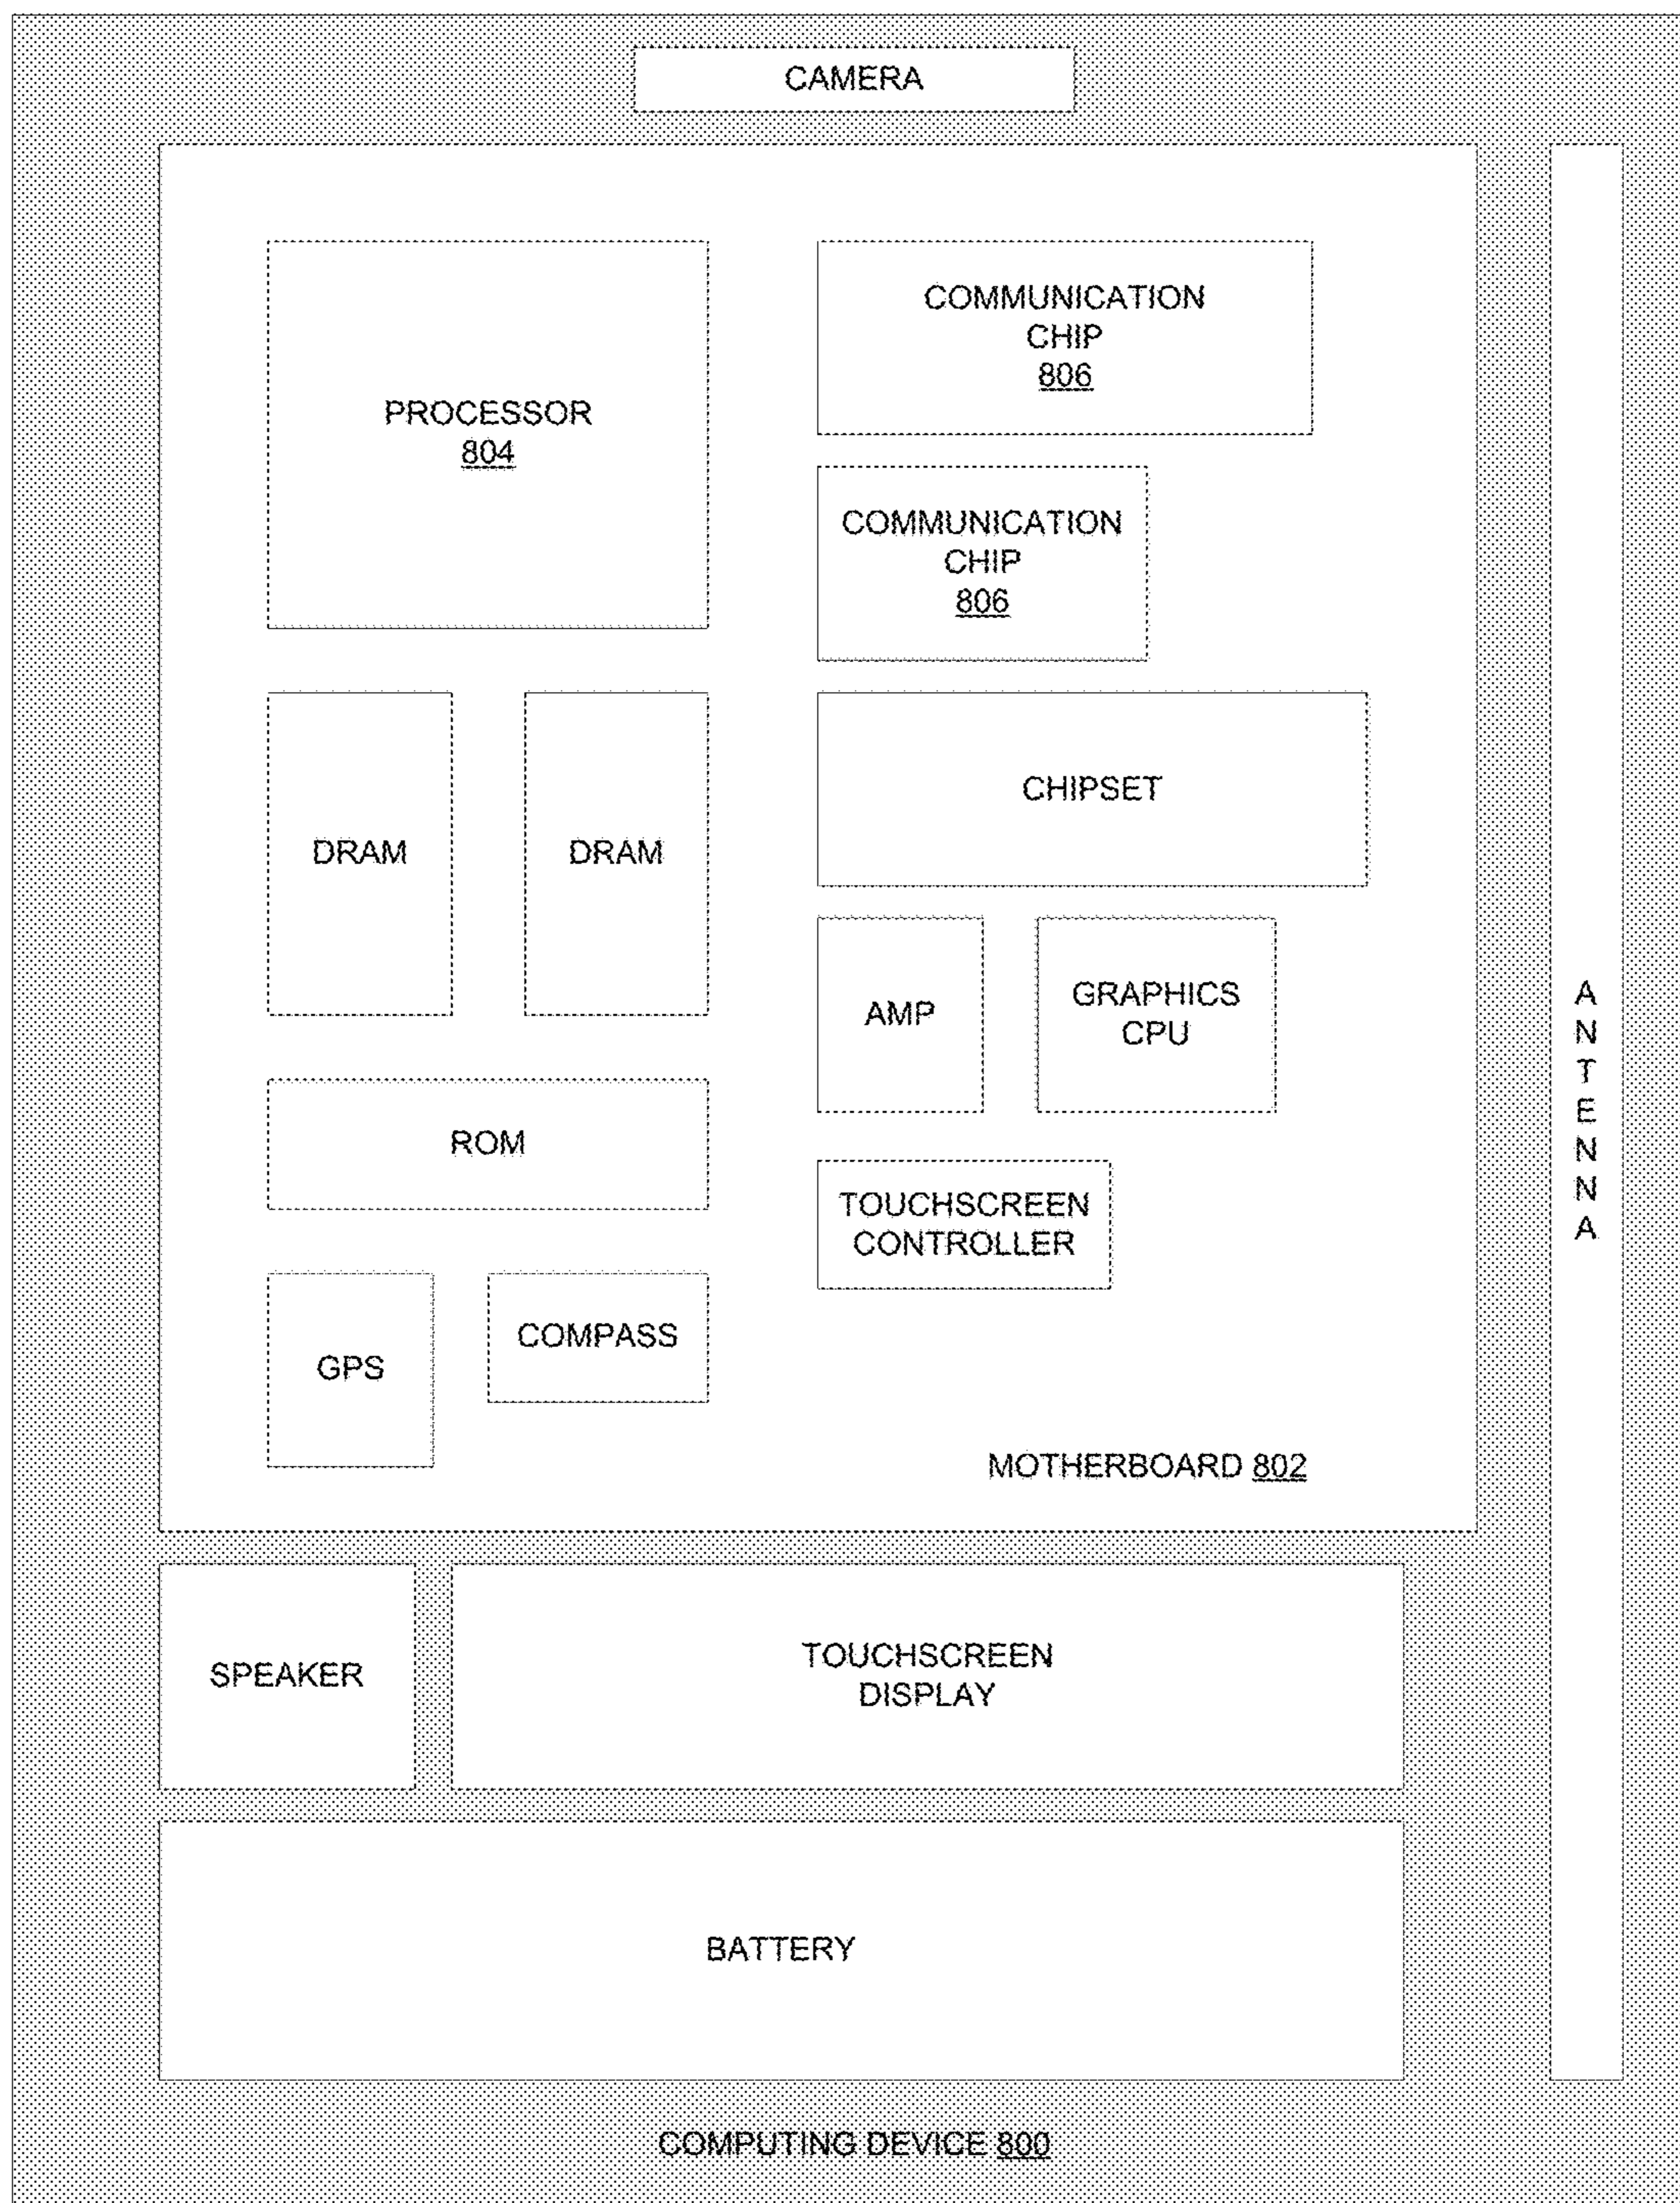 CAMERA
PROCESSOR
804
COMMUNICATION
CHIP
806
COMMUNICATION
CHIP
806
DRAM
DRAM
CHIPSET
AMP
GRAPHICS
CPU
ROM
TOUCHSCREEN
CONTROLLER
GPS
COMPASS
MOTHERBOARD 802
ANTENNA
SPEAKER
TOUCHSCREEN
DISPLAY
BATTERY
COMPUTING DEVICE 800